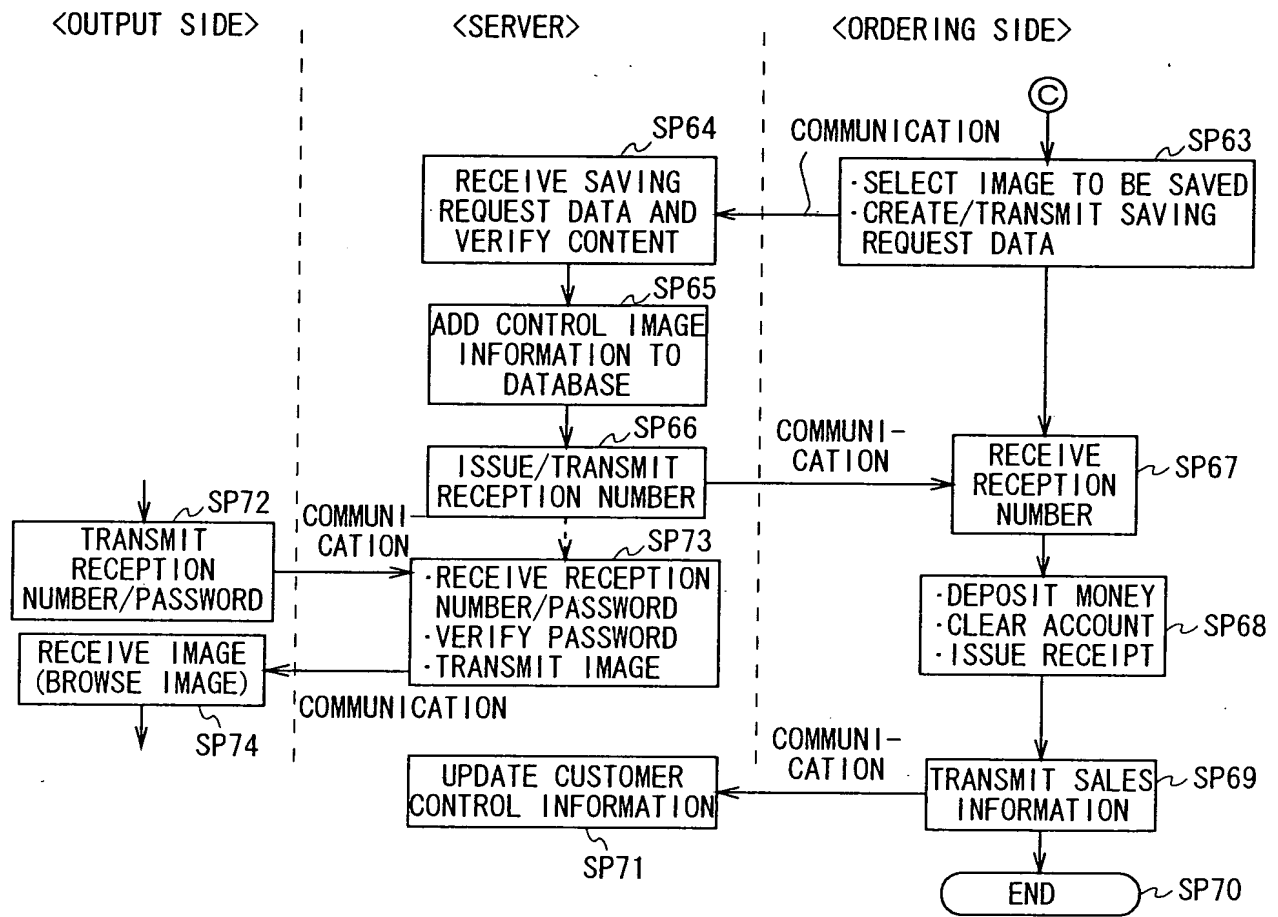 <OUTPUT SIDE>
<SERVER>
<ORDERING SIDE>
C
SP64
COMMUNICATION
SP63
RECEIVE SAVING
REQUEST DATA AND
VERIFY CONTENT
·SELECT IMAGE TO BE SAVED
·CREATE/TRANSMIT SAVING
REQUEST DATA
SP65
ADD CONTROL IMAGE
INFORMATION TO
DATABASE
SP66
COMMUNI-
CATION
ISSUE/TRANSMIT
RECEPTION NUMBER
RECEIVE
RECEPTION
NUMBER
SP67
SP72
COMMUNI-
CATION
TRANSMIT
RECEPTION
NUMBER/PASSWORD
SP73
·RECEIVE RECEPTION
NUMBER/PASSWORD
·VERIFY PASSWORD
·TRANSMIT IMAGE
·DEPOSIT MONEY
·CLEAR ACCOUNT
·ISSUE RECEIPT
SP68
RECEIVE IMAGE
(BROWSE IMAGE)
COMMUNICATION
SP74
COMMUNI-
CATION
UPDATE CUSTOMER
CONTROL INFORMATION
TRANSMIT SALES
INFORMATION
SP69
SP71
END
SP70